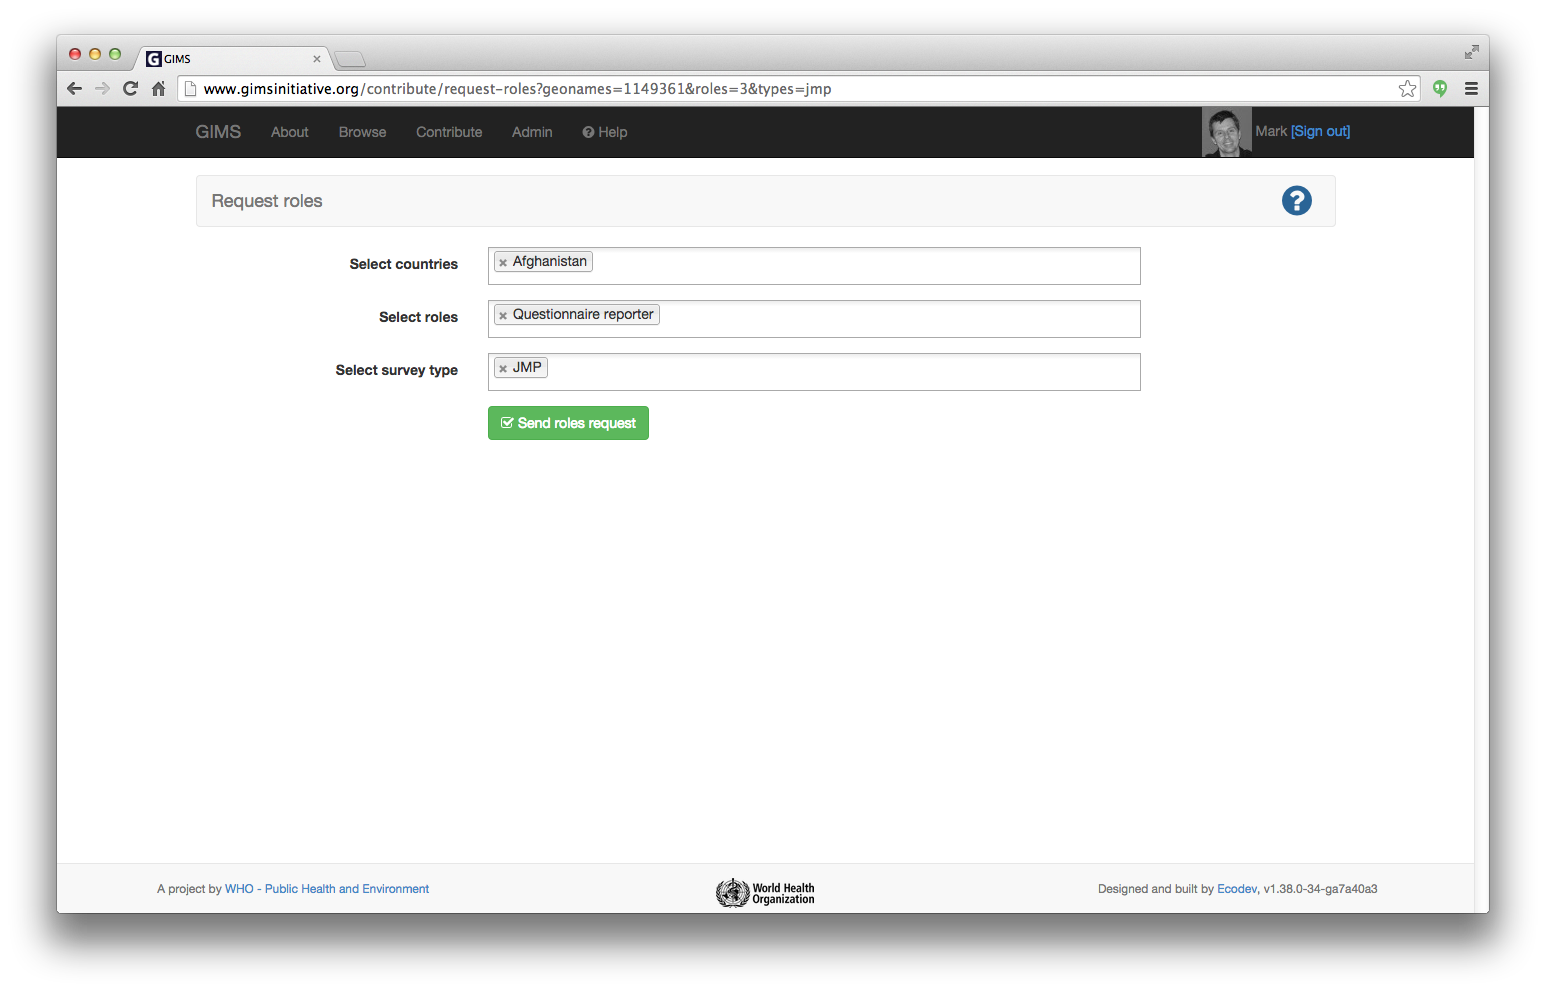 GIMS
www.gimsinitiative.org/contribute/request-roles?geonames=1149361&roles=3&types=jmp
GIMS About Browse Contribute Admin Help Mark [Sign out]
Request roles
Select countries Afghanistan
Select roles Questionnaire reporter
Select survey type JMP
Send roles request
A project by WHO - Public Health and Environment
World Health
Organization
Designed and built by Ecodev, v1.38.0-34-ga7a40a3